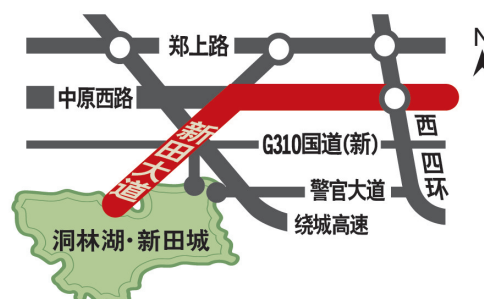 郑上路
N
中原西路
新田大道
G310国道(新)
西四环
警官大道
绕城高速
洞林湖·新田城